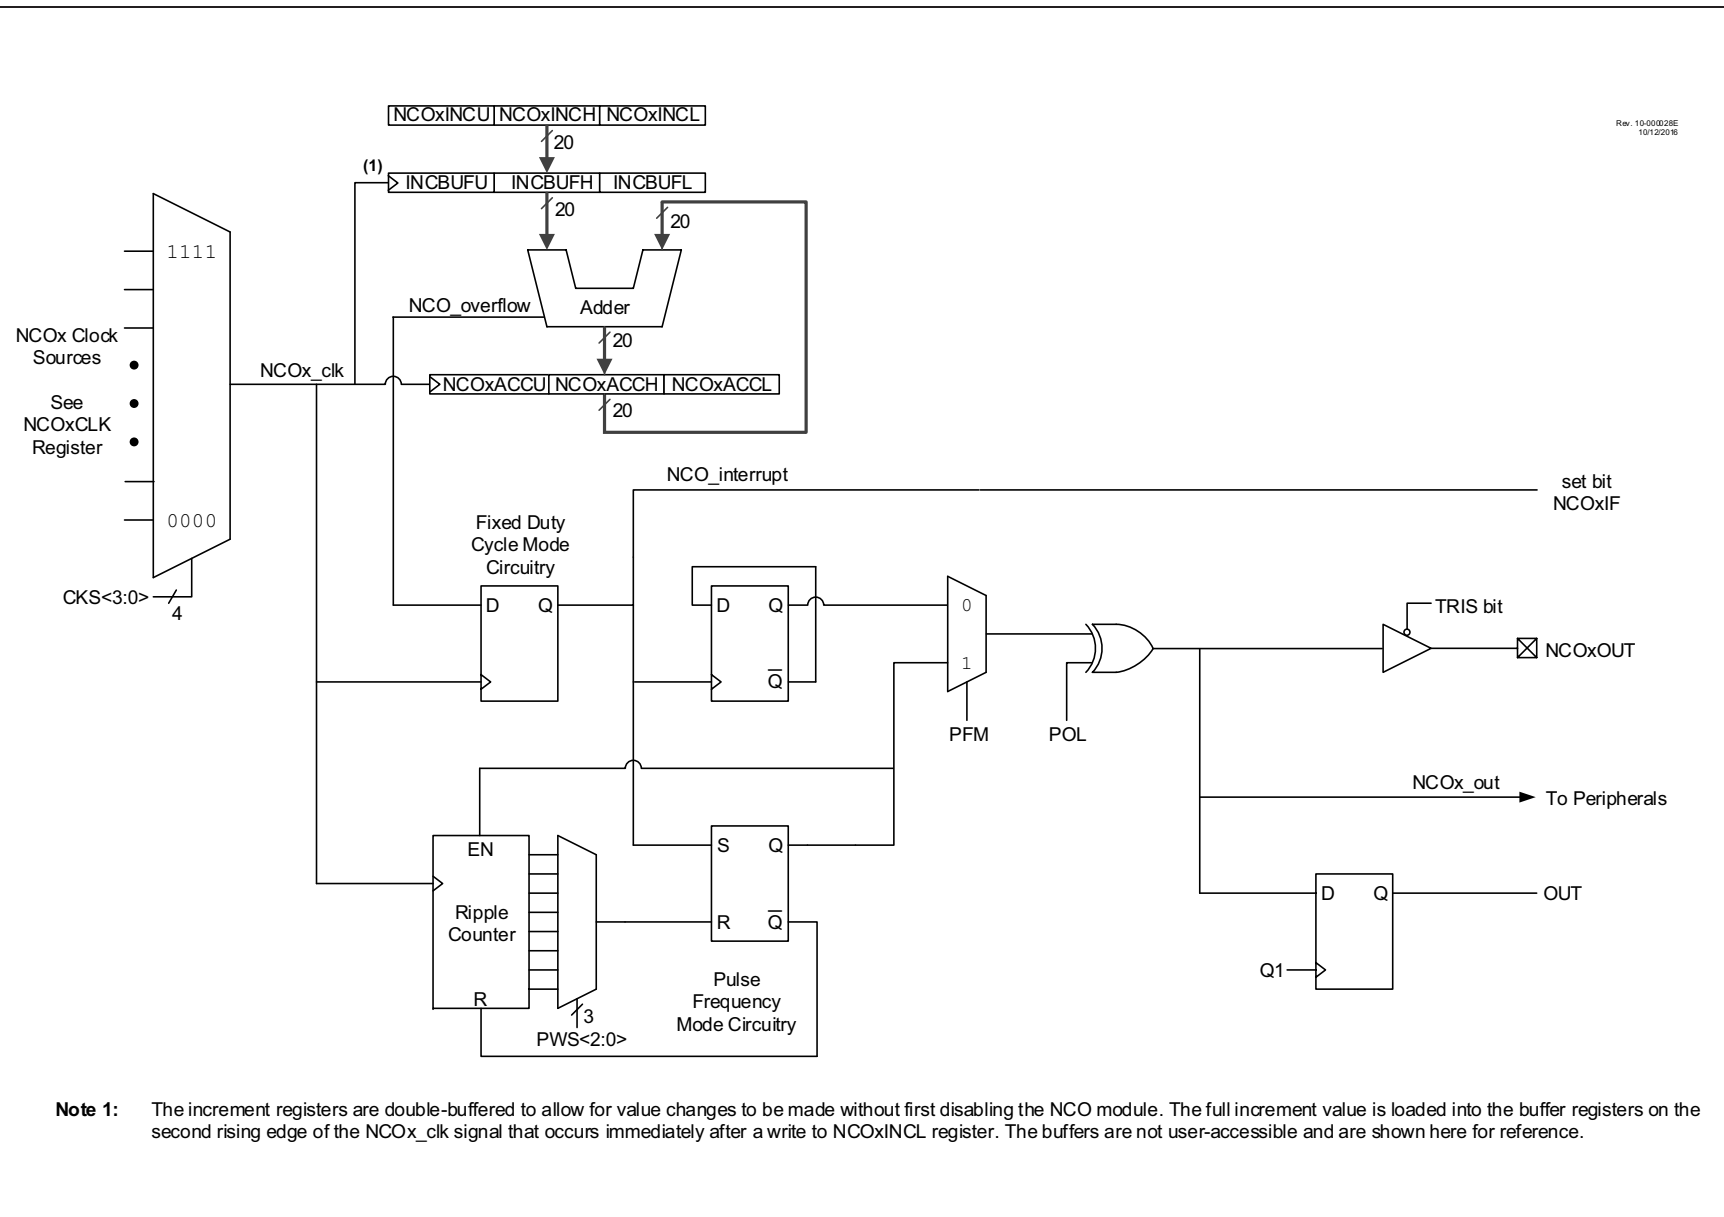 Rev. 10-000028E
10/12/2016
NCOxINCU NCOxINCH NCOxINCL
20
(1)
INCBUFU INCBUFH INCBUFL
20
20
1111
Adder
NCO_overflow
20
NCOx Clock
Sources
See
NCOxCLK
Register
NCOx_clk
NCOxACCU NCOxACCH NCOxACCL
20
0000
CKS<3:0>
4
NCO_interrupt
set bit
NCOxIF
Fixed Duty
Cycle Mode
Circuitry
D Q
D Q
Q
0
1
PFM
POL
TRIS bit
NCOxOUT
NCOx_out
To Peripherals
EN
Ripple
Counter
R
3
PWS<2:0>
S Q
R Q
Pulse
Frequency
Mode Circuitry
D Q
OUT
Q1
Note 1: The increment registers are double-buffered to allow for value changes to be made without first disabling the NCO module. The full increment value is loaded into the buffer registers on the
second rising edge of the NCOx_clk signal that occurs immediately after a write to NCOxINCL register. The buffers are not user-accessible and are shown here for reference.